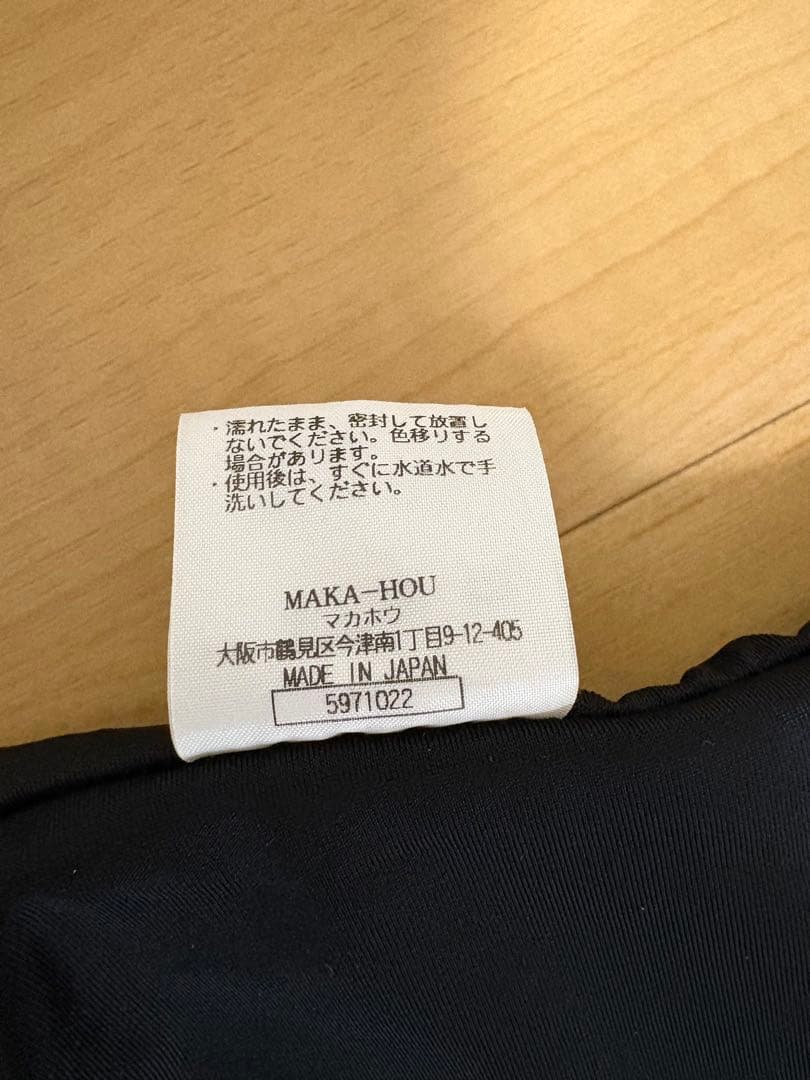 ・濡れたまま、密封して放置し
ないでください。色移りする
場合があります。
・使用後は、すぐに水道水で手
洗いしてください。
MAKA-HOU
マカホウ
大阪市鶴見区今津南1丁目9-12-405
MADE IN JAPAN
5971022